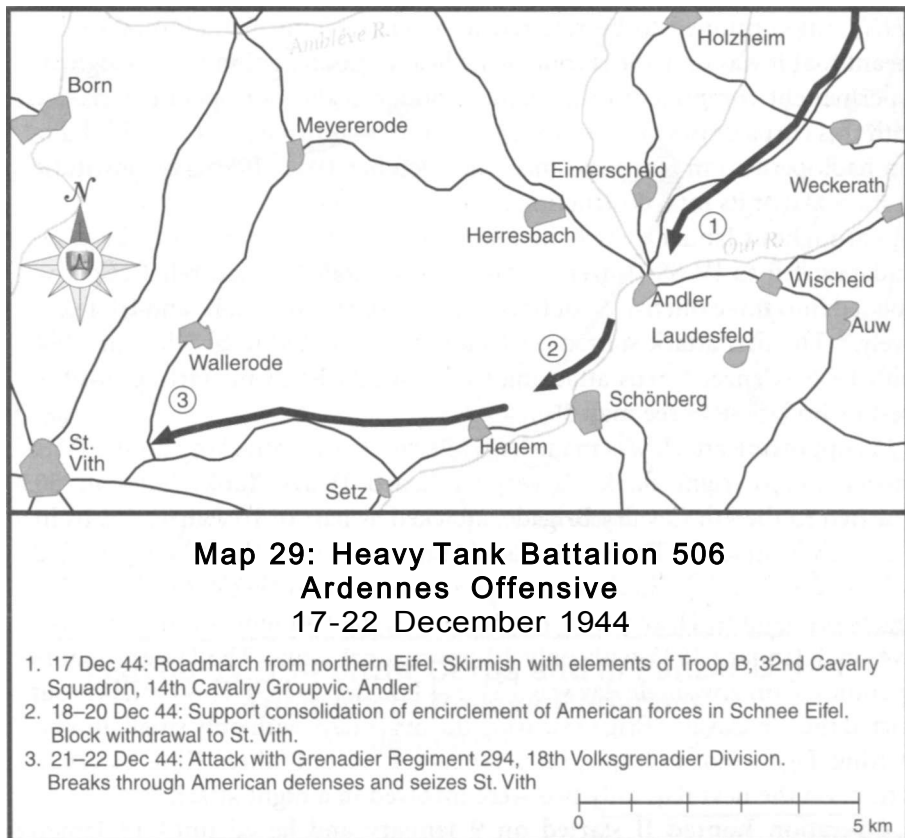 Amblève R.
Holzheim
Born
Meyererode
Eimerscheid
Weckerath
N
Herresbach
1
Our R.
Andler
Wischeid
Auw
Laudesfeld
2
Wallerode
3
Schönberg
St.
Vith
Heuem
Setz
Map 29: Heavy Tank Battalion 506
Ardennes Offensive
17-22 December 1944
1. 17 Dec 44: Roadmarch from northern Eifel. Skirmish with elements of Troop B, 32nd Cavalry
Squadron, 14th Cavalry Groupvic. Andler
2. 18–20 Dec 44: Support consolidation of encirclement of American forces in Schnee Eifel.
Block withdrawal to St. Vith.
3. 21–22 Dec 44: Attack with Grenadier Regiment 294, 18th Volksgrenadier Division.
Breaks through American defenses and seizes St. Vith
0
5 km